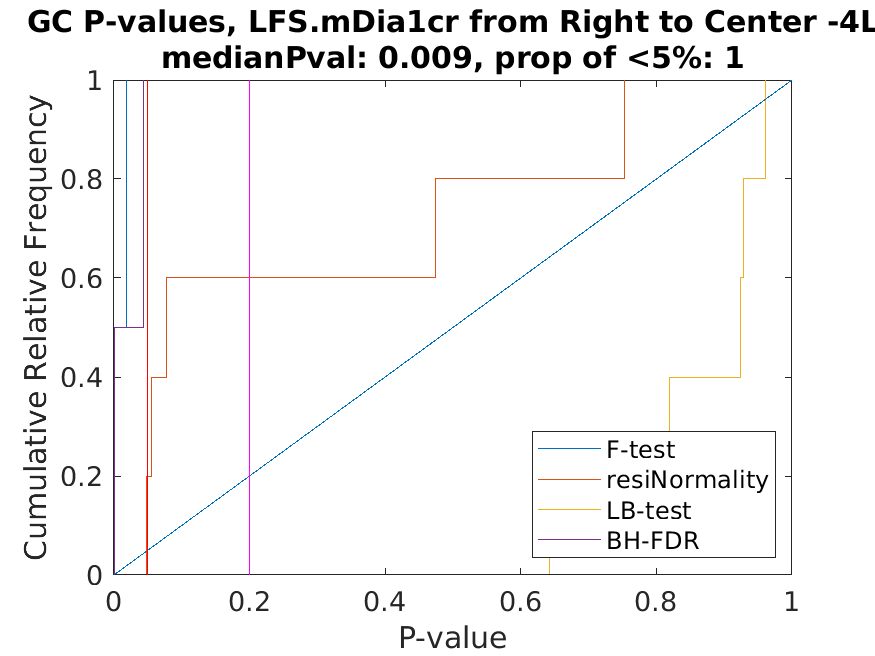 GC P-values, LFS.mDia1cr from Right to Center -4L
medianPval: 0.009, prop of <5%: 1
Cumulative Relative Frequency
1
0.8
0.6
0.4
0.2
0
F-test
resiNormality
LB-test
BH-FDR
0 0.2 0.4 0.6 0.8 1
P-value